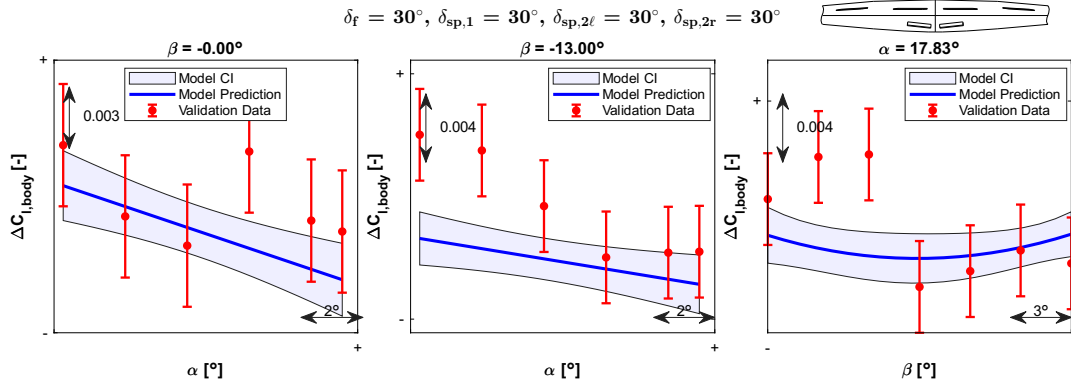 δf = 30°, δsp,1 = 30°, δsp,2ℓ = 30°, δsp,2r = 30°
β = -0.00°
β = -13.00°
α = 17.83°
+
Model CI
Model Prediction
Validation Data
0.003
ΔCl,body [-]
2°
-
+
α [°]
+
Model CI
Model Prediction
Validation Data
0.004
ΔCl,body [-]
2°
-
+
α [°]
+
Model CI
Model Prediction
Validation Data
0.004
ΔCl,body [-]
3°
-
+
β [°]